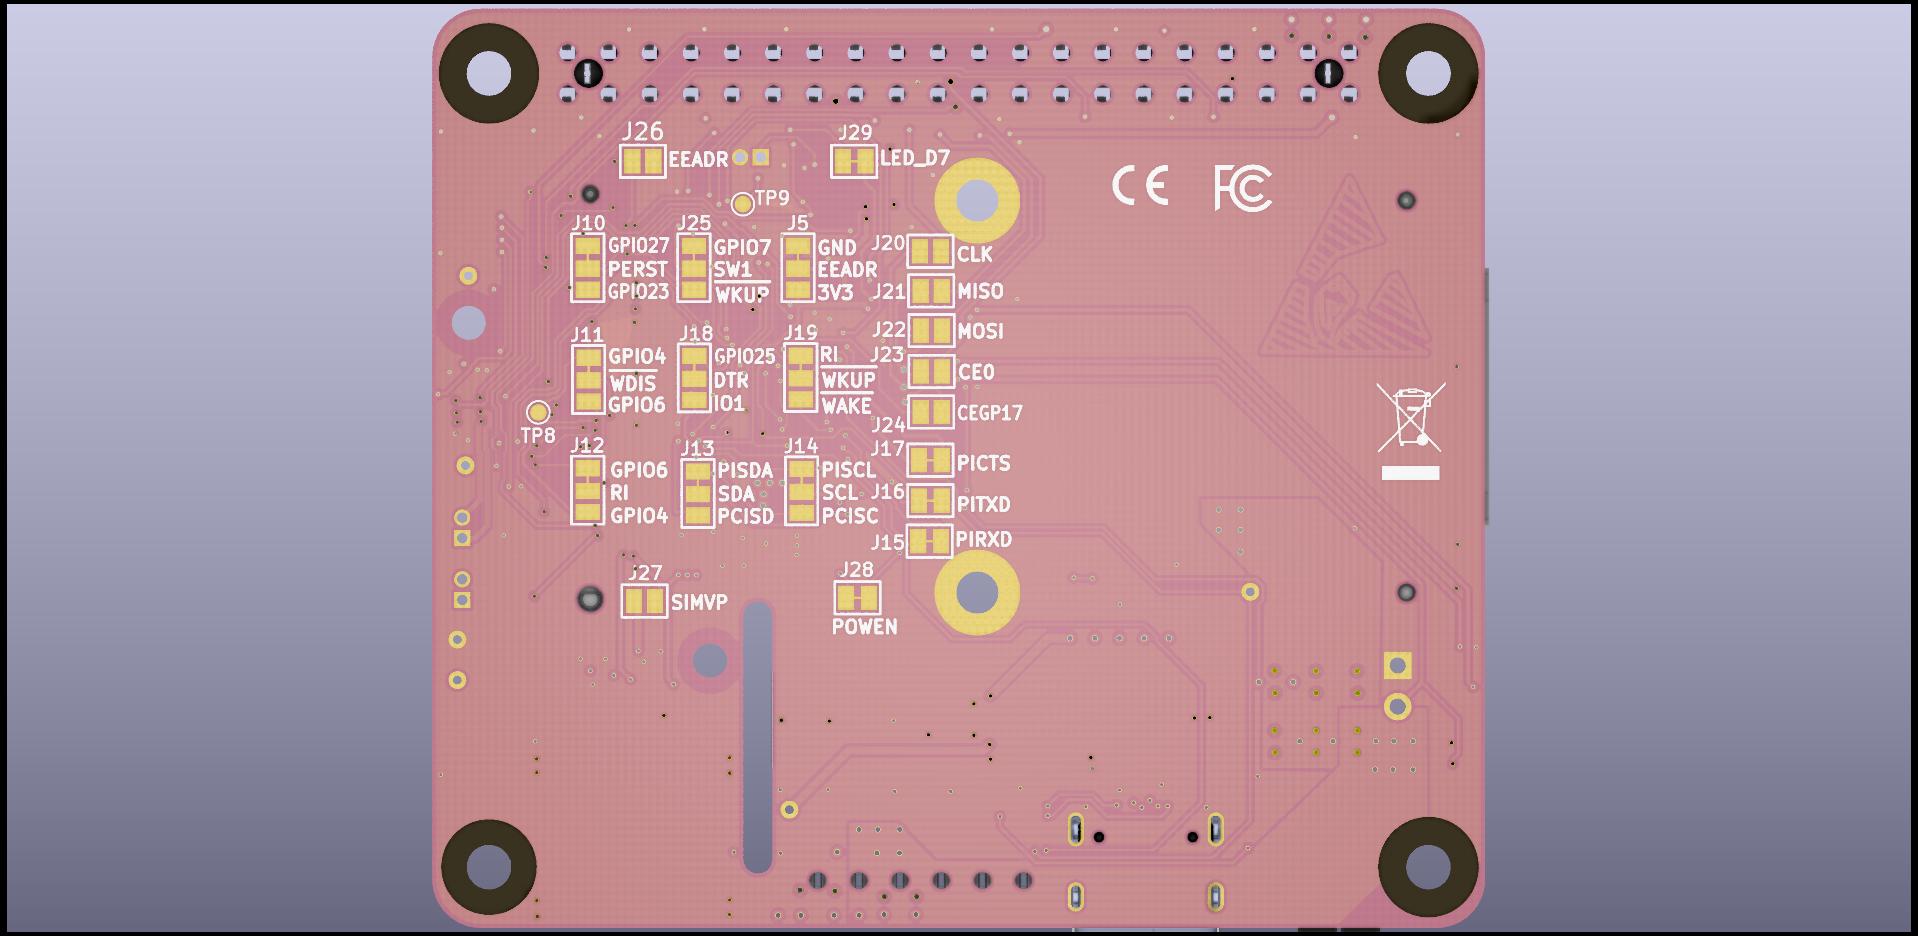 J26
EEADR
J29
LED_D7
TP9
CE FC
J10
GPIO27
PERST
GPIO23
J25
GPIO7
SW1
WKUP
J5
GND
EEADR
3V3
J20
CLK
J21
MISO
J22
MOSI
J23
CE0
J24
CEGP17
J11
GPIO4
WDIS
GPIO6
J18
GPIO25
DTR
IO1
J19
RI
WKUP
WAKE
TP8
J12
GPIO6
RI
GPIO4
J13
PISDA
SDA
PCISD
J14
PISCL
SCL
PCISC
J17
PICTS
J16
PITXD
J15
PIRXD
J27
SIMVP
J28
POWEN